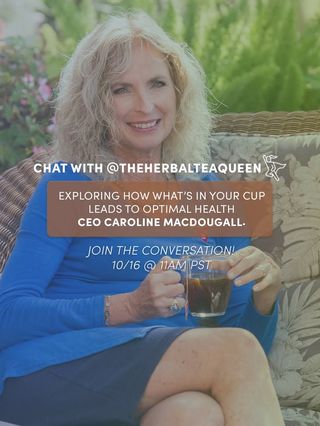 CHAT WITH @THEHERBALTEAQUEEN
EXPLORING HOW WHAT'S IN YOUR CUP
LEADS TO OPTIMAL HEALTH
CEO CAROLINE MACDOUGALL.
JOIN THE CONVERSATION!
10/16 @ 11AM PST